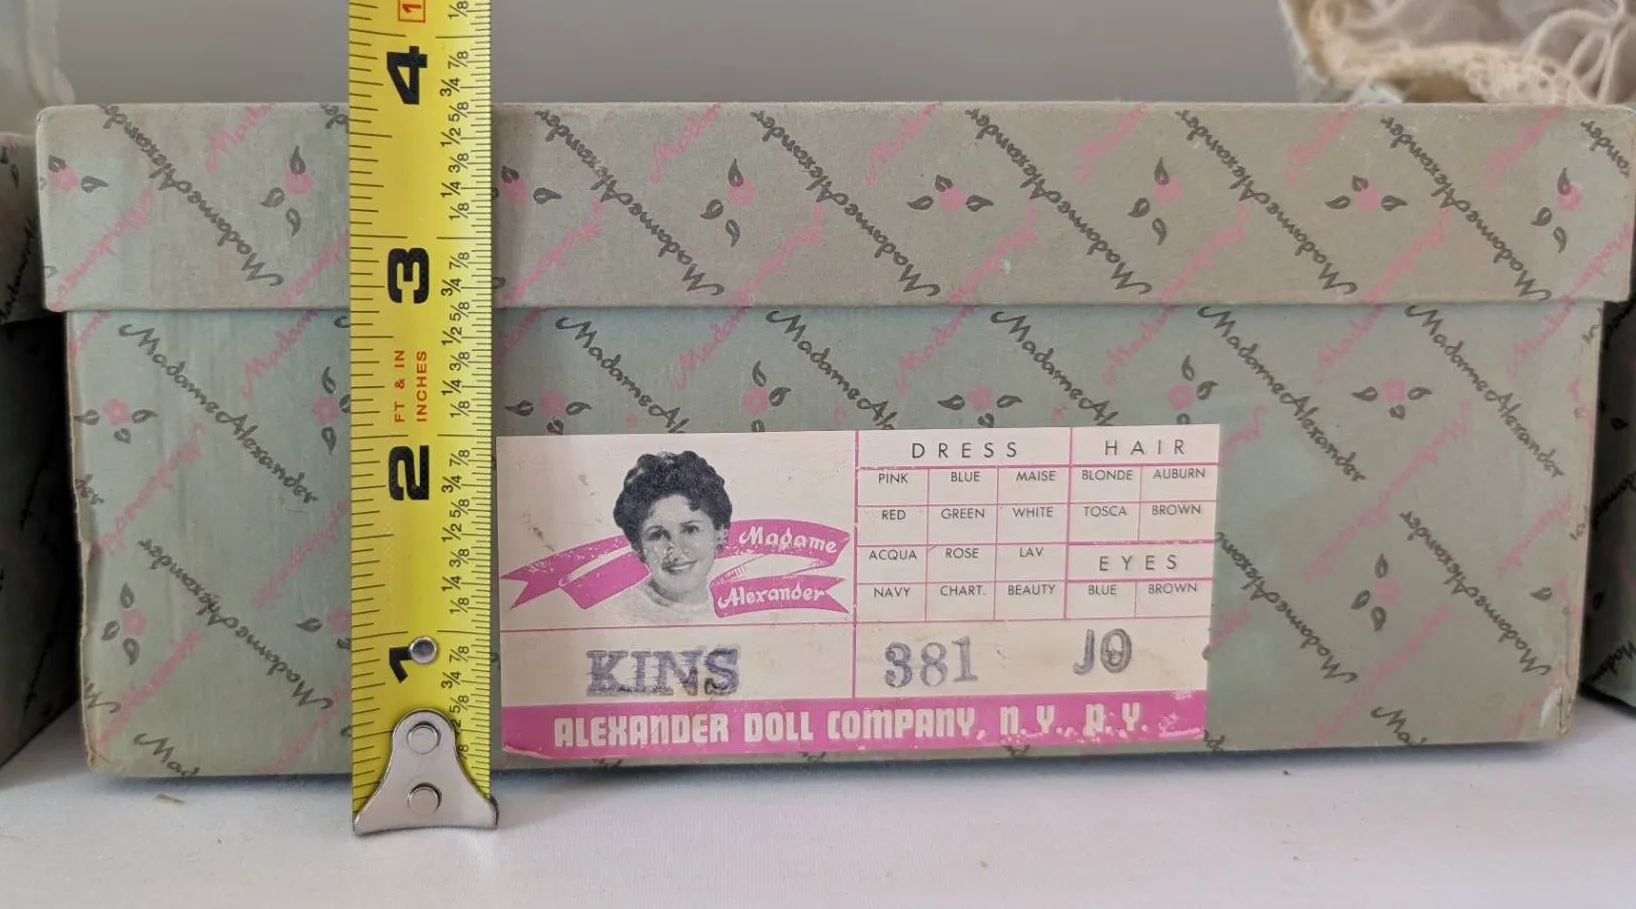 4
3
FT & IN
INCHES
2
1
Madame Alexander
DRESS HAIR
PINK BLUE MAISE BLONDE AUBURN
RED GREEN WHITE TOSCA BROWN
ACQUA ROSE LAV EYES
NAVY CHART. BEAUTY BLUE BROWN
Madame
Alexander
KINS 381 JO
ALEXANDER DOLL COMPANY, N.Y., N.Y.